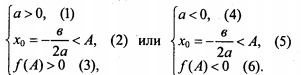 a > 0, (1)
x₀ = -в/2a < A, (2) или
f(A) > 0 (3),
a < 0, (4)
x₀ = -в/2a < A, (5)
f(A) < 0 (6).